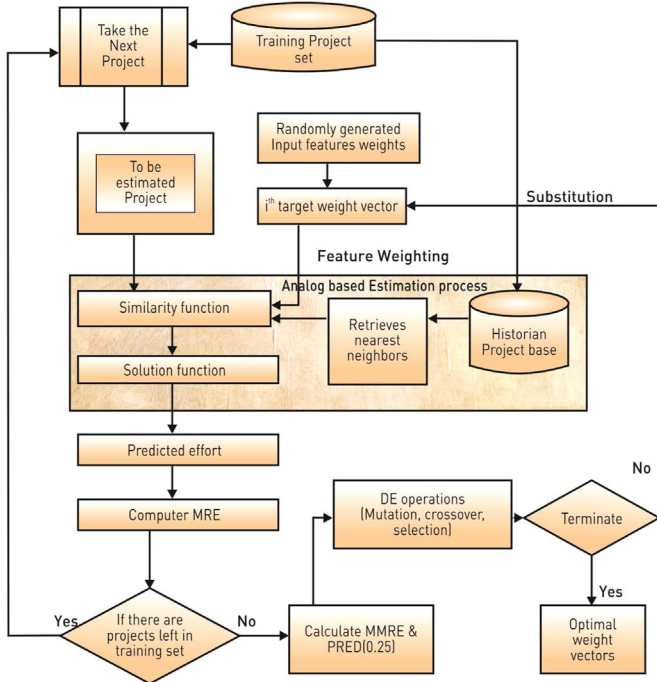 Take the
Next
Project
Training Project
set
Randomly generated
Input features weights
To be
estimated
Project
ith target weight vector
Substitution
Feature Weighting
Analog based Estimation process
Similarity function
Retrieves
nearest
neighbors
Historian
Project base
Solution function
Predicted effort
Computer MRE
DE operations
(Mutation, crossover,
selection)
Terminate
No
Yes
If there are
projects left in
training set
Yes
No
Calculate MMRE &
PRED(0.25)
Optimal
weight
vectors